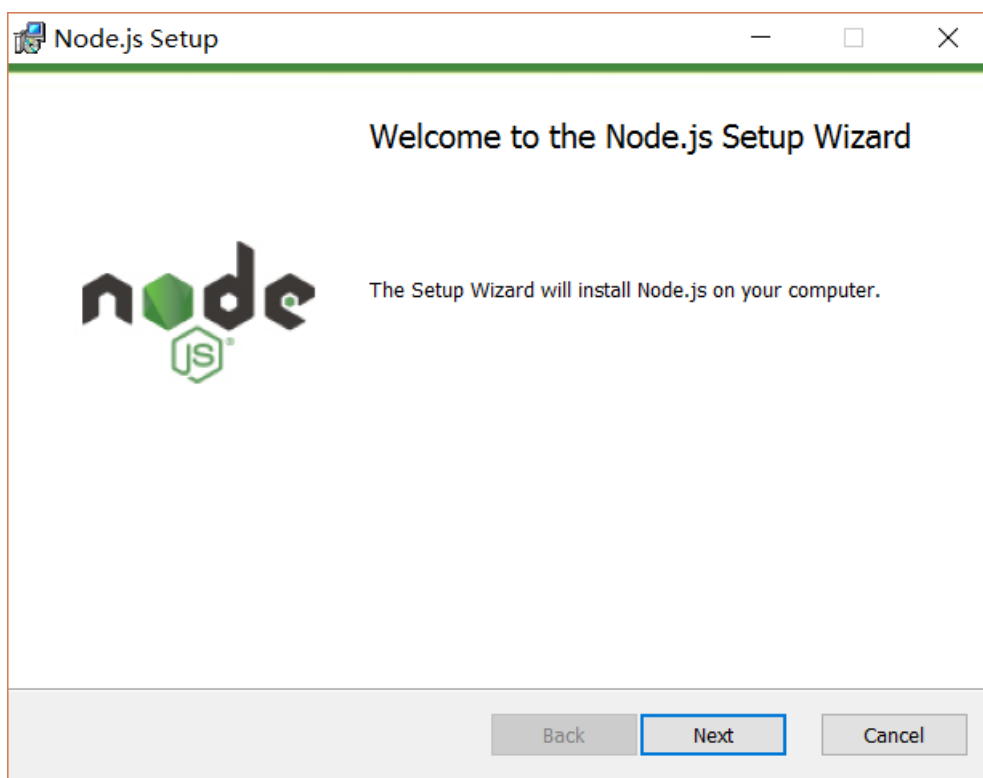 Node.js Setup
Welcome to the Node.js Setup Wizard
The Setup Wizard will install Node.js on your computer.
node
JS®
Back Next Cancel